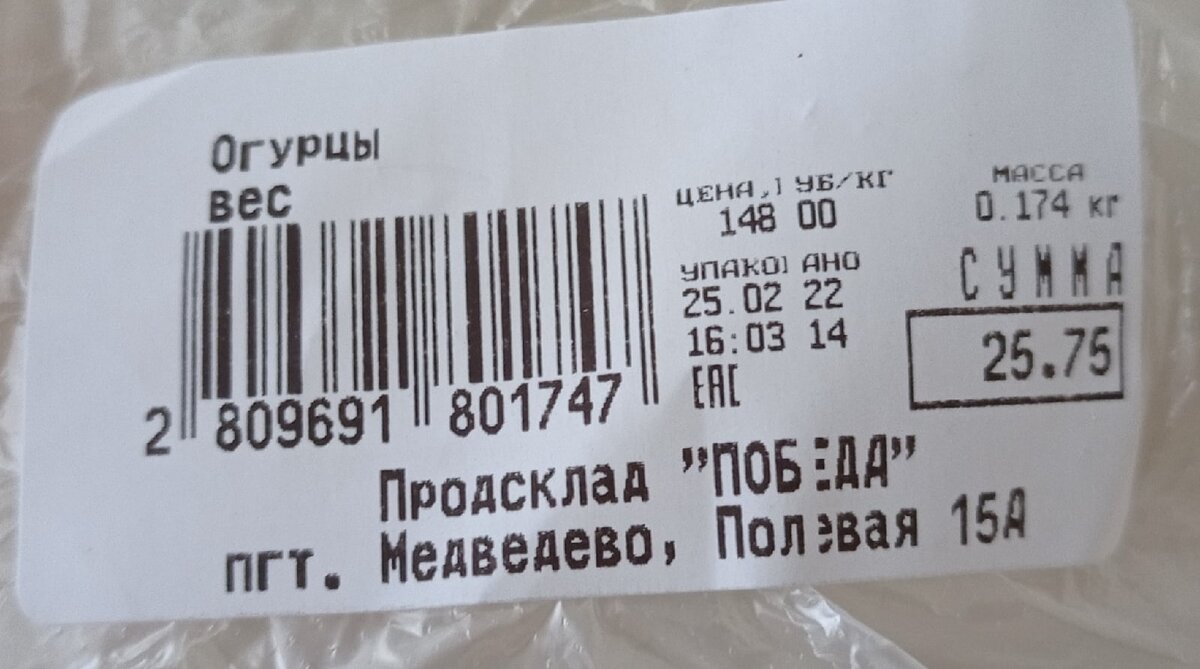 Огурцы
вес
ЦЕНА, РУБ/КГ
148 00
МАССА
0.174 кг
УПАКОВАНО
25.02 22
16:03 14
СУММА
25.75
ЕАС
2 809691 801747
Продсклад "ПОБЕДА"
пгт. Медведево, Полевая 15А